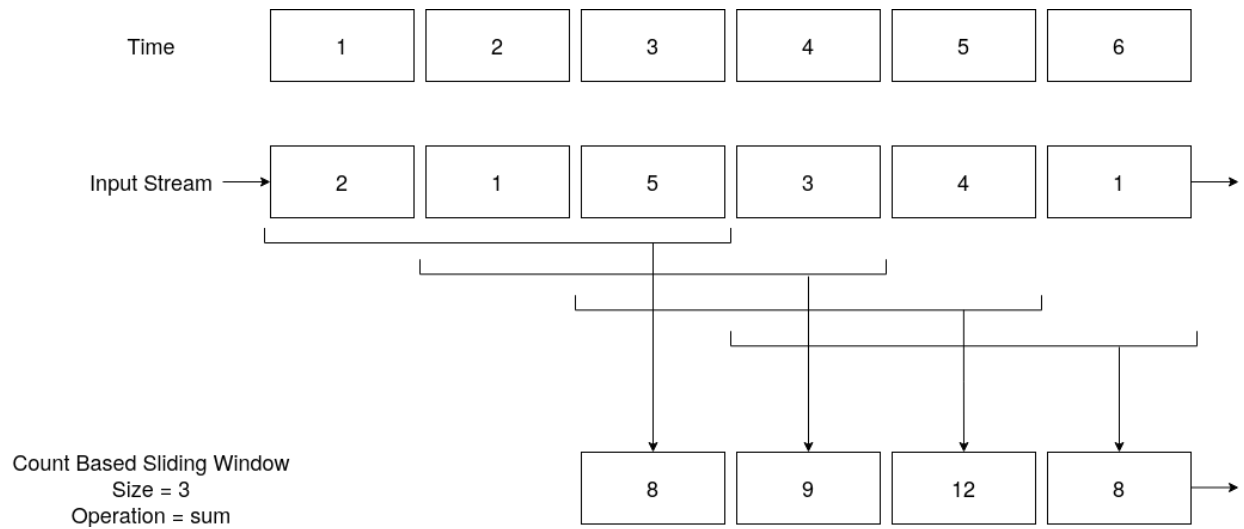 Time 1 2 3 4 5 6
Input Stream 2 1 5 3 4 1
Count Based Sliding Window
Size = 3
Operation = sum
8 9 12 8